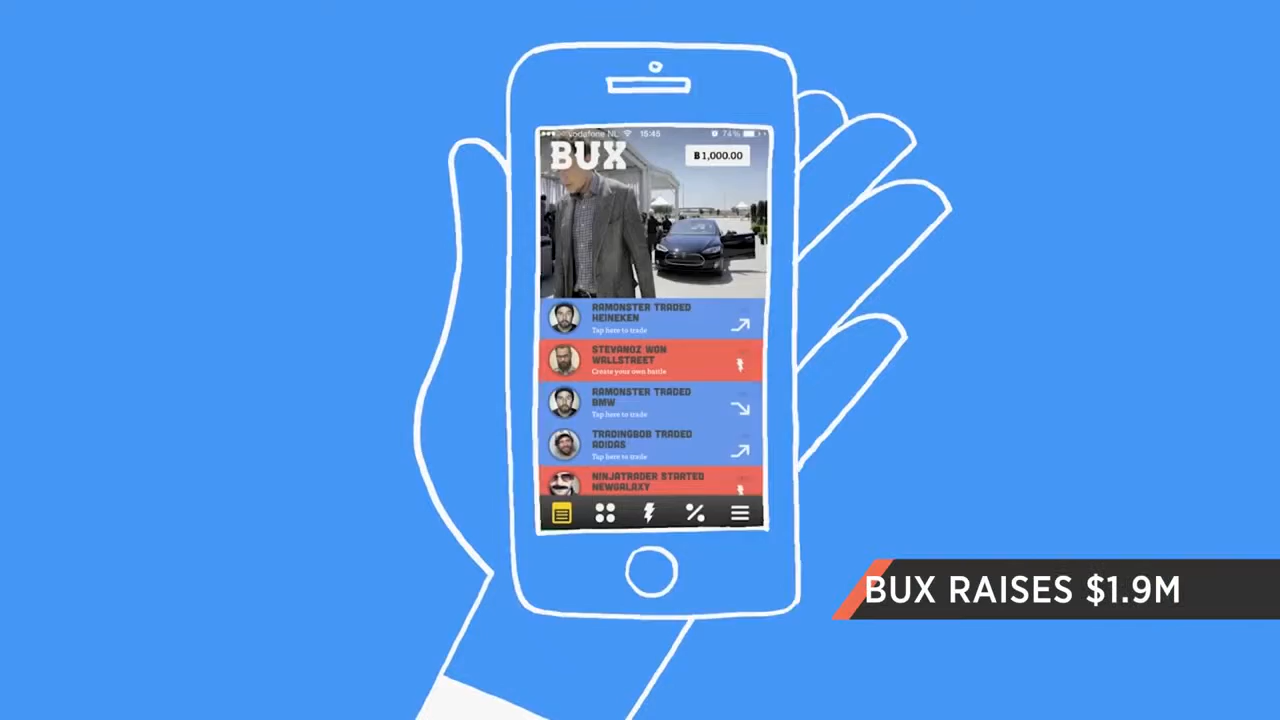 vodafone NL 15:45 74%
BUX
B 1,000.00
RAMONSTER TRADED
HEINEKEN
Tap here to trade
STEVANOZ WON
WALLSTREET
Create your own battle
RAMONSTER TRADED
BMW
Tap here to trade
TRADINGBOB TRADED
ADIDAS
Tap here to trade
NINJATRADER STARTED
NEWGALAXY
BUX RAISES $1.9M